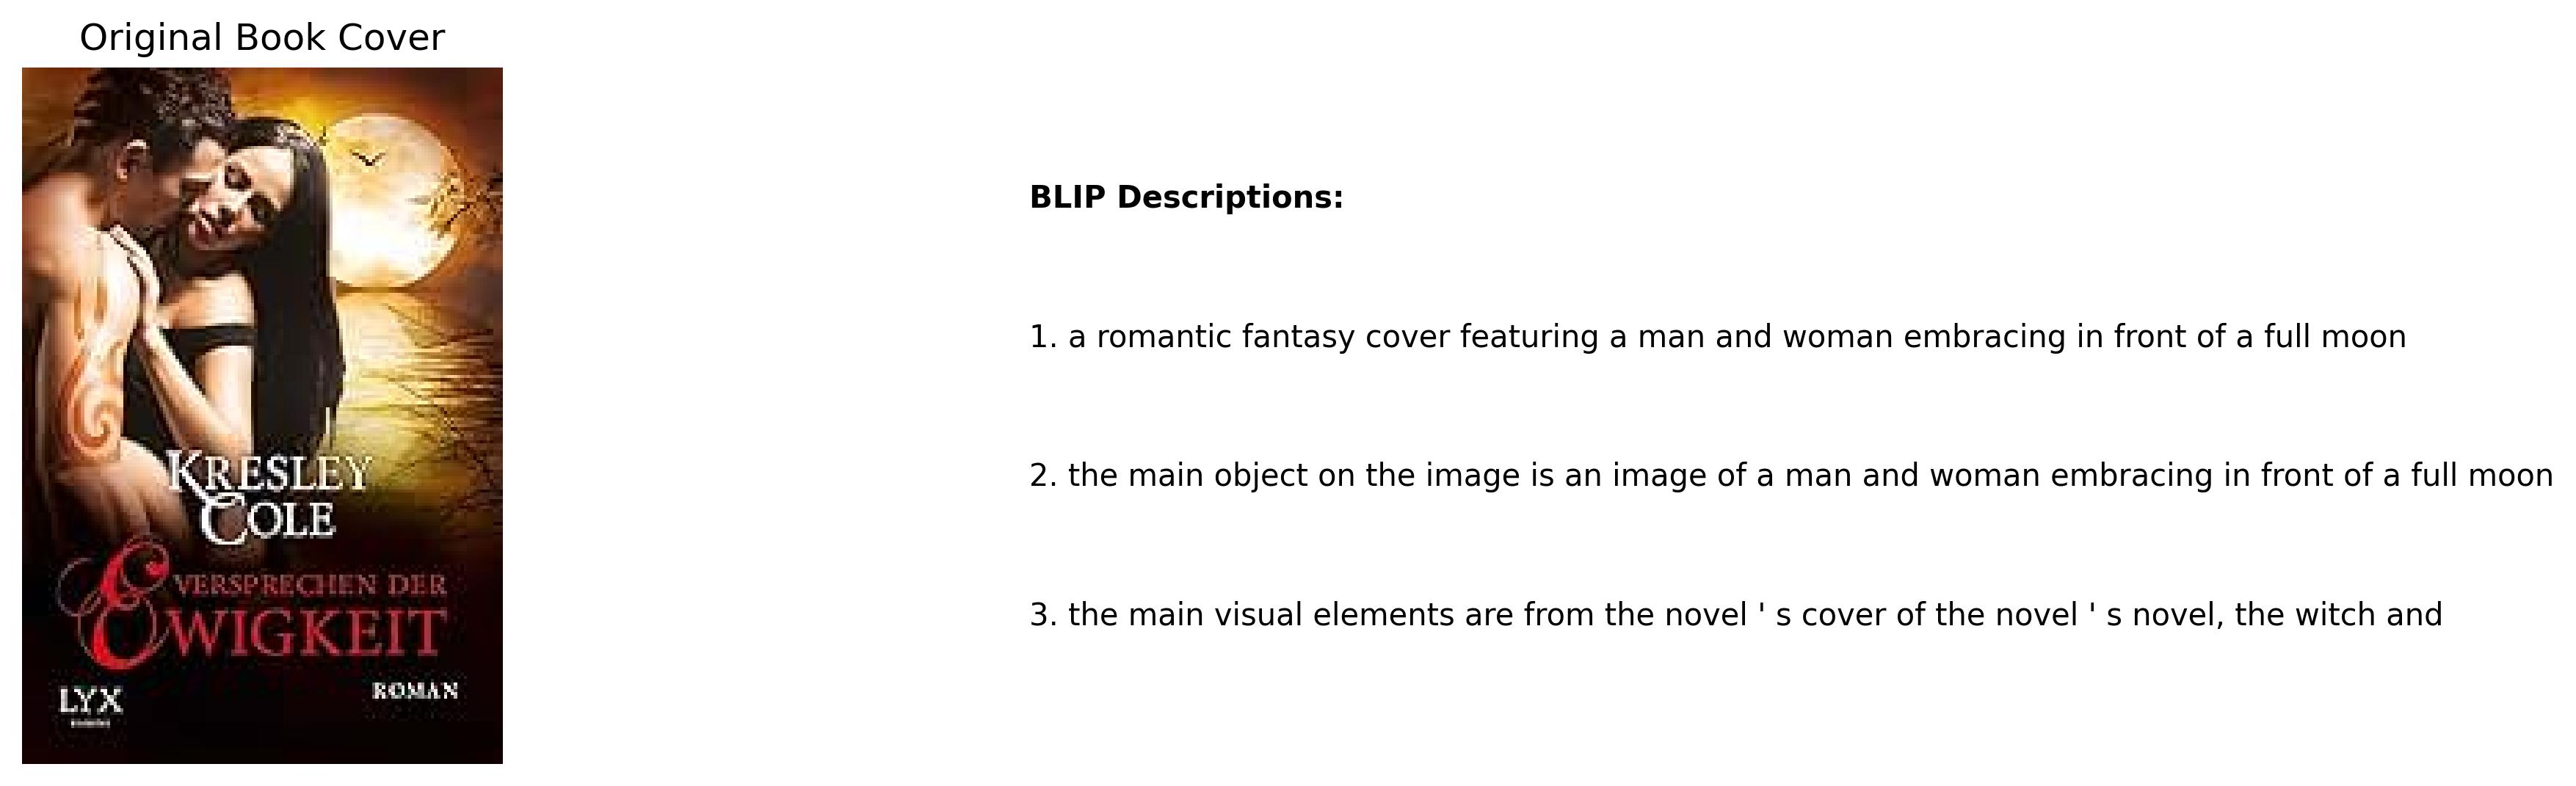 Original Book Cover
KRESLEY
COLE
VERSPRECHEN DER
EWIGKEIT
LYX
ROMAN
BLIP Descriptions:
1. a romantic fantasy cover featuring a man and woman embracing in front of a full moon
2. the main object on the image is an image of a man and woman embracing in front of a full moon
3. the main visual elements are from the novel ' s cover of the novel ' s novel, the witch and